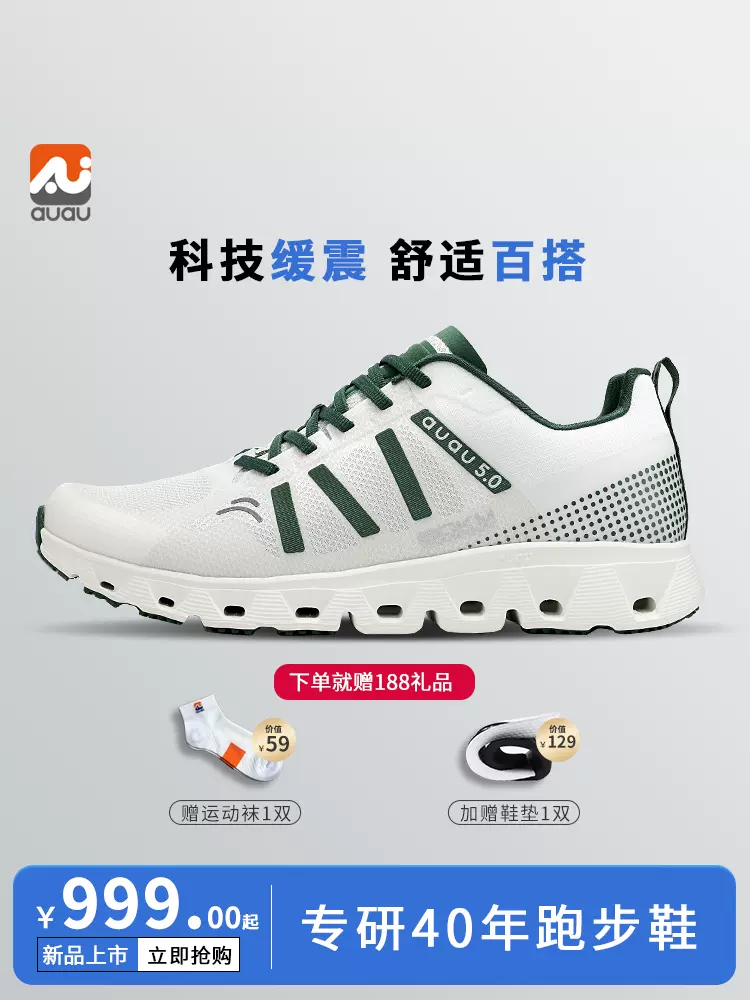 auau
科技缓震 舒适百搭
auau 5.0
下单就赠188礼品
价值
¥59
价值
¥129
赠运动袜1双
加赠鞋垫1双
¥999.00起
新品上市 立即抢购
专研40年跑步鞋